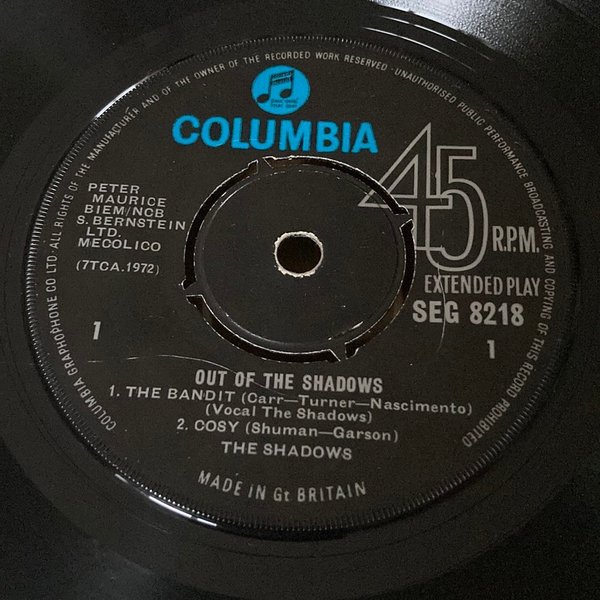 COLUMBIA GRAPHOPHONE CO LTD. ALL RIGHTS OF THE MANUFACTURER AND OF THE OWNER OF THE RECORDED WORK RESERVED · UNAUTHORISED PUBLIC PERFORMANCE BROADCASTING AND COPYING OF THIS RECORD PROHIBITED
COLUMBIA
PETER
MAURICE
BIEM/NCB
S. BERNSTEIN
LTD.
MECOLICO
(7TCA.1972)
45 R.P.M.
EXTENDED PLAY
SEG 8218
1
1
OUT OF THE SHADOWS
1. THE BANDIT (Carr—Turner—Nascimento)
(Vocal The Shadows)
2. COSY (Shuman—Garson)
THE SHADOWS
MADE iN Gt BRITAIN